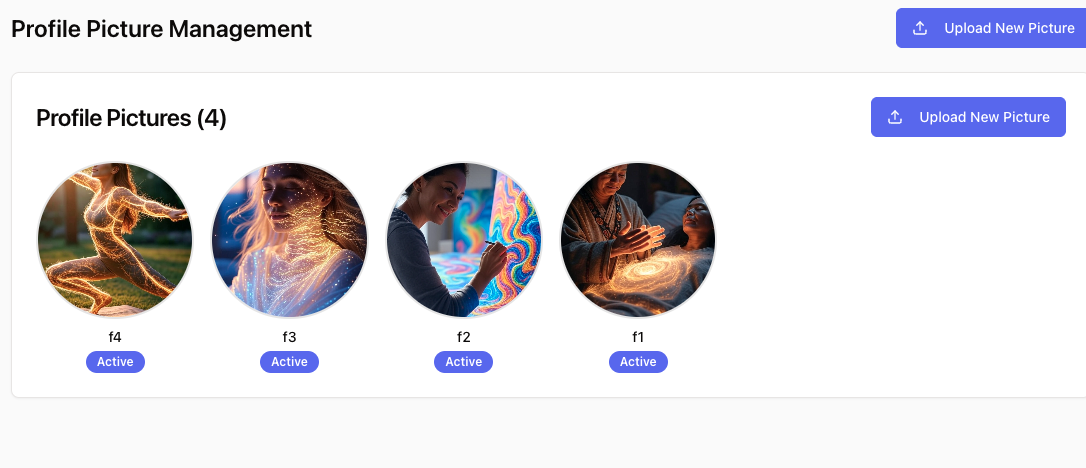 Profile Picture Management
Upload New Picture
Profile Pictures (4)
Upload New Picture
f4
f3
f2
f1
Active
Active
Active
Active